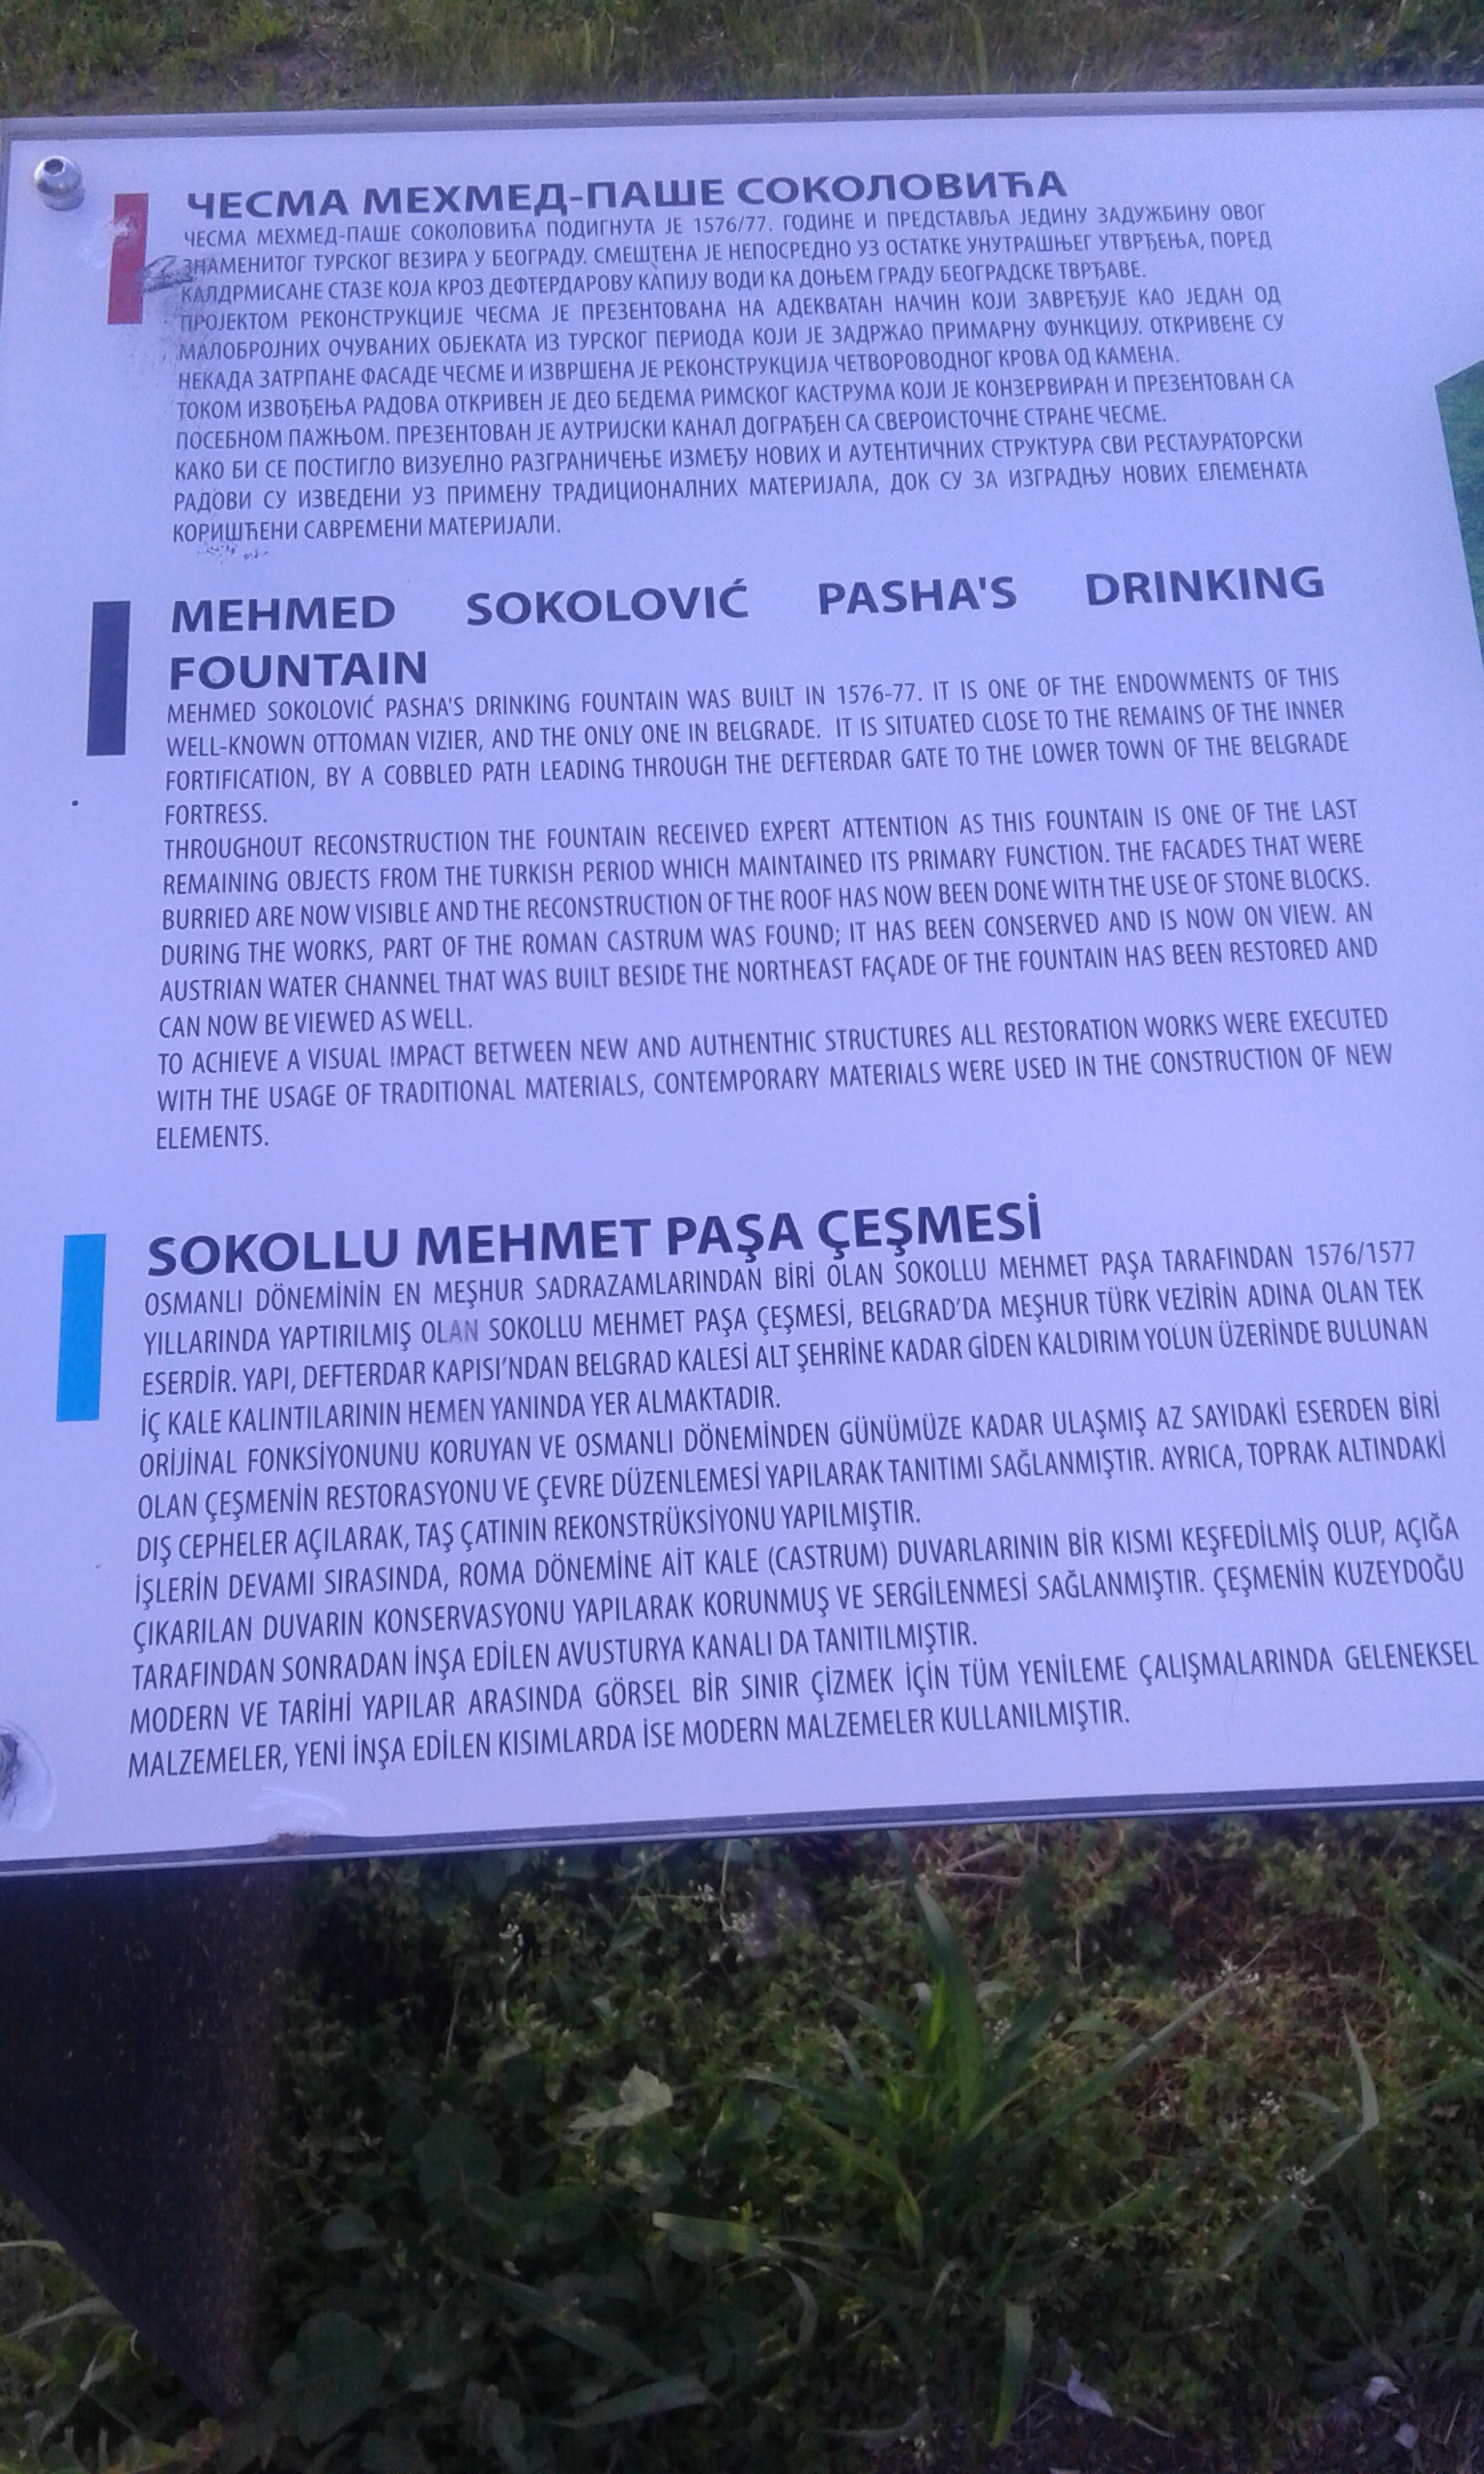 ЧЕСМА МЕХМЕД-ПАШЕ СОКОЛОВИЋА
ЧЕСМА МЕХМЕД-ПАШЕ СОКОЛОВИЋА ПОДИГНУТА ЈЕ 1576/77. ГОДИНЕ И ПРЕДСТАВЉА ЈЕДИНУ ЗАДУЖБИНУ ОВОГ
ЗНАМЕНИТОГ ТУРСКОГ ВЕЗИРА У БЕОГРАДУ. СМЕШТЕНА ЈЕ НЕПОСРЕДНО УЗ ОСТАТКЕ УНУТРАШЊЕГ УТВРЂЕЊА, ПОРЕД
КАЛДРМИСАНЕ СТАЗЕ КОЈА КРОЗ ДЕФТЕРДАРОВУ КАПИЈУ ВОДИ КА ДОЊЕМ ГРАДУ БЕОГРАДСКЕ ТВРЂАВЕ.
ПРОЈЕКТОМ РЕКОНСТРУКЦИЈЕ ЧЕСМА ЈЕ ПРЕЗЕНТОВАНА НА АДЕКВАТАН НАЧИН КОЈИ ЗАВРЕЂУЈЕ КАО ЈЕДАН ОД
МАЛОБРОЈНИХ ОЧУВАНИХ ОБЈЕКАТА ИЗ ТУРСКОГ ПЕРИОДА КОЈИ ЈЕ ЗАДРЖАО ПРИМАРНУ ФУНКЦИЈУ. ОТКРИВЕНЕ СУ
НЕКАДА ЗАТРПАНЕ ФАСАДЕ ЧЕСМЕ И ИЗВРШЕНА ЈЕ РЕКОНСТРУКЦИЈА ЧЕТВОРОВОДНОГ КРОВА ОД КАМЕНА.
ТОКОМ ИЗВОЂЕЊА РАДОВА ОТКРИВЕН ЈЕ ДЕО БЕДЕМА РИМСКОГ КАСТРУМА КОЈИ ЈЕ КОНЗЕРВИРАН И ПРЕЗЕНТОВАН СА
ПОСЕБНОМ ПАЖЊОМ. ПРЕЗЕНТОВАН ЈЕ АУТРИЈСКИ КАНАЛ ДОГРАЂЕН СА СВЕРОИСТОЧНЕ СТРАНЕ ЧЕСМЕ.
КАКО БИ СЕ ПОСТИГЛО ВИЗУЕЛНО РАЗГРАНИЧЕЊЕ ИЗМЕЂУ НОВИХ И АУТЕНТИЧНИХ СТРУКТУРА СВИ РЕСТАУРАТОРСКИ
РАДОВИ СУ ИЗВЕДЕНИ УЗ ПРИМЕНУ ТРАДИЦИОНАЛНИХ МАТЕРИЈАЛА, ДОК СУ ЗА ИЗГРАДЊУ НОВИХ ЕЛЕМЕНАТА
КОРИШЋЕНИ САВРЕМЕНИ МАТЕРИЈАЛИ.
MEHMED SOKOLOVIĆ PASHA'S DRINKING
FOUNTAIN
MEHMED SOKOLOVIĆ PASHA'S DRINKING FOUNTAIN WAS BUILT IN 1576-77. IT IS ONE OF THE ENDOWMENTS OF THIS
WELL-KNOWN OTTOMAN VIZIER, AND THE ONLY ONE IN BELGRADE. IT IS SITUATED CLOSE TO THE REMAINS OF THE INNER
FORTIFICATION, BY A COBBLED PATH LEADING THROUGH THE DEFTERDAR GATE TO THE LOWER TOWN OF THE BELGRADE
FORTRESS.
THROUGHOUT RECONSTRUCTION THE FOUNTAIN RECEIVED EXPERT ATTENTION AS THIS FOUNTAIN IS ONE OF THE LAST
REMAINING OBJECTS FROM THE TURKISH PERIOD WHICH MAINTAINED ITS PRIMARY FUNCTION. THE FACADES THAT WERE
BURRIED ARE NOW VISIBLE AND THE RECONSTRUCTION OF THE ROOF HAS NOW BEEN DONE WITH THE USE OF STONE BLOCKS.
DURING THE WORKS, PART OF THE ROMAN CASTRUM WAS FOUND; IT HAS BEEN CONSERVED AND IS NOW ON VIEW. AN
AUSTRIAN WATER CHANNEL THAT WAS BUILT BESIDE THE NORTHEAST FAÇADE OF THE FOUNTAIN HAS BEEN RESTORED AND
CAN NOW BE VIEWED AS WELL.
TO ACHIEVE A VISUAL IMPACT BETWEEN NEW AND AUTHENTHIC STRUCTURES ALL RESTORATION WORKS WERE EXECUTED
WITH THE USAGE OF TRADITIONAL MATERIALS, CONTEMPORARY MATERIALS WERE USED IN THE CONSTRUCTION OF NEW
ELEMENTS.
SOKOLLU MEHMET PAŞA ÇEŞMESİ
OSMANLI DÖNEMİNİN EN MEŞHUR SADRAZAMLARINDAN BİRİ OLAN SOKOLLU MEHMET PAŞA TARAFINDAN 1576/1577
YILLARINDA YAPTIRILMIŞ OLAN SOKOLLU MEHMET PAŞA ÇEŞMESİ, BELGRAD'DA MEŞHUR TÜRK VEZİRİN ADINA OLAN TEK
ESERDİR. YAPI, DEFTERDAR KAPISI'NDAN BELGRAD KALESİ ALT ŞEHRİNE KADAR GİDEN KALDIRIM YOLUN ÜZERİNDE BULUNAN
İÇ KALE KALINTILARININ HEMEN YANINDA YER ALMAKTADIR.
ORİJİNAL FONKSİYONUNU KORUYAN VE OSMANLI DÖNEMİNDEN GÜNÜMÜZE KADAR ULAŞMIŞ AZ SAYIDAKİ ESERDEN BİRİ
OLAN ÇEŞMENİN RESTORASYONU VE ÇEVRE DÜZENLEMESİ YAPILARAK TANITIMI SAĞLANMIŞTIR. AYRICA, TOPRAK ALTINDAKİ
DIŞ CEPHELER AÇILARAK, TAŞ ÇATININ REKONSTRÜKSİYONU YAPILMIŞTIR.
İŞLERİN DEVAMI SIRASINDA, ROMA DÖNEMİNE AİT KALE (CASTRUM) DUVARLARININ BİR KISMI KEŞFEDİLMİŞ OLUP, AÇIĞA
ÇIKARILAN DUVARIN KONSERVASYONU YAPILARAK KORUNMUŞ VE SERGİLENMESİ SAĞLANMIŞTIR. ÇEŞMENİN KUZEYDOĞU
TARAFINDAN SONRADAN İNŞA EDİLEN AVUSTURYA KANALI DA TANITILMIŞTIR.
MODERN VE TARİHİ YAPILAR ARASINDA GÖRSEL BİR SINIR ÇİZMEK İÇİN TÜM YENİLEME ÇALIŞMALARINDA GELENEKSEL
MALZEMELER, YENİ İNŞA EDİLEN KISIMLARDA İSE MODERN MALZEMELER KULLANILMIŞTIR.